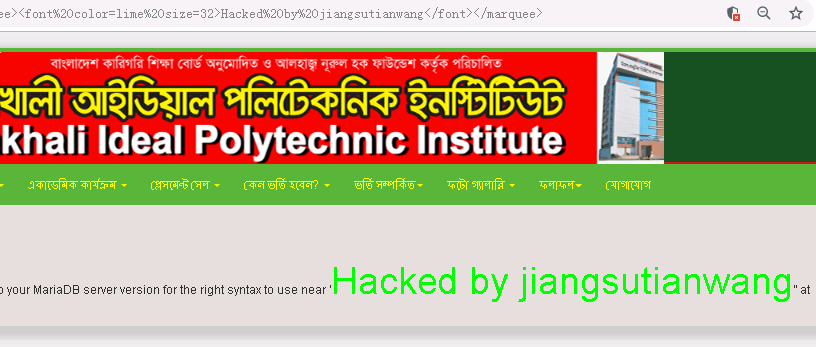 ee><font%20color=lime%20size=32>Hacked%20by%20jiangsutianwang</font></marquee>
বাংলাদেশ কারিগরি শিক্ষা বোর্ড অনুমোদিত ও আলহাজ্ব নূরুল হক ফাউন্ডেশন কর্তৃক পরিচালিত
খালী আইডিয়াল পলিটেকনিক ইনস্টিটিউট
khali Ideal Polytechnic Institute
একাডেমিক কার্যক্রম প্লেসমেন্ট সেল কেন ভর্তি হবেন? ভর্তি সম্পর্কিত ফটো গ্যালারি ফলাফল যোগাযোগ
o your MariaDB server version for the right syntax to use near 'Hacked by jiangsutianwang'' at